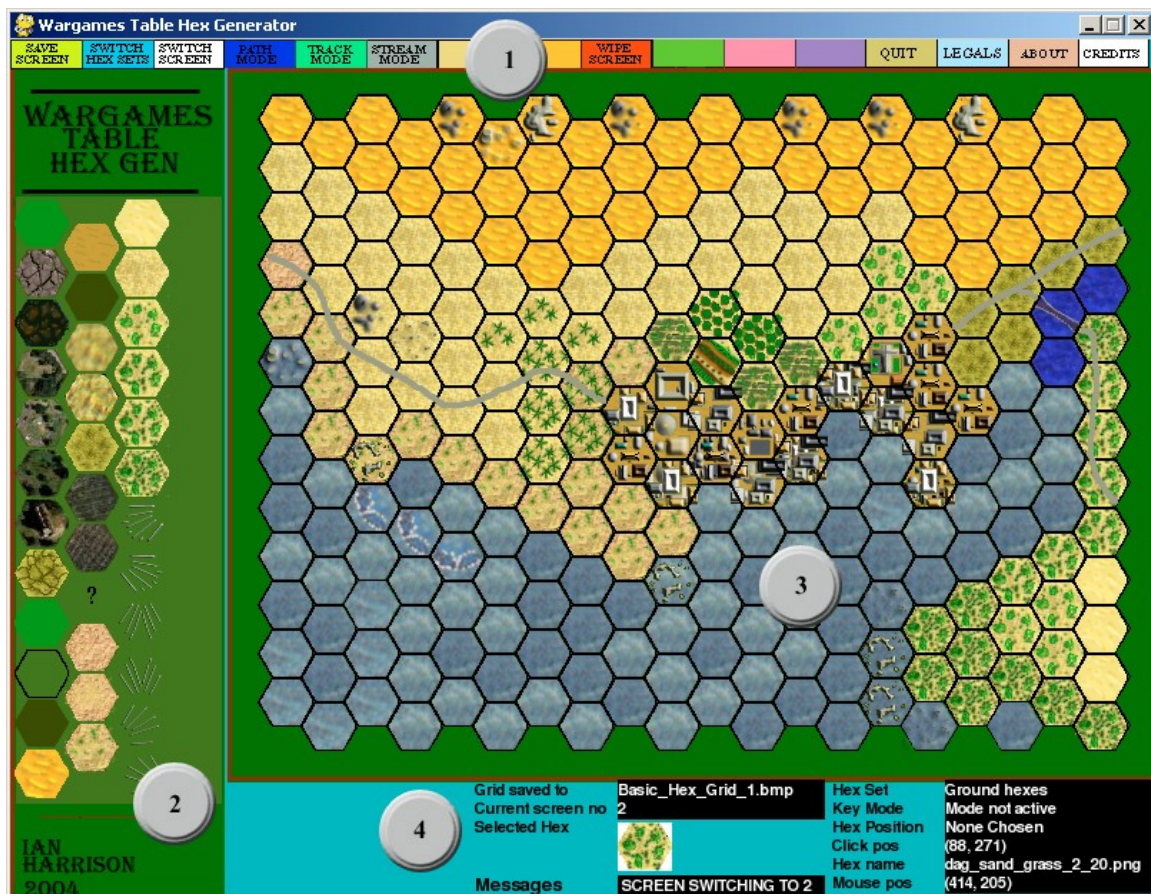 Wargames Table Hex Generator
SAVE SCREEN
SWITCH HEX SETS
SWITCH SCREEN
PATH MODE
TRACK MODE
STREAM MODE
WIPE SCREEN
QUIT
LEGALS
ABOUT
CREDITS
1
WARGAMES
TABLE
HEX GEN
?
2
IAN
HARRISON
2004
3
4
Grid saved to Basic_Hex_Grid_1.bmp
Current screen no 2
Selected Hex
Messages SCREEN SWITCHING TO 2
Hex Set Ground hexes
Key Mode Mode not active
Hex Position None Chosen
Click pos (88, 271)
Hex name dag_sand_grass_2_20.png
Mouse pos (414, 205)